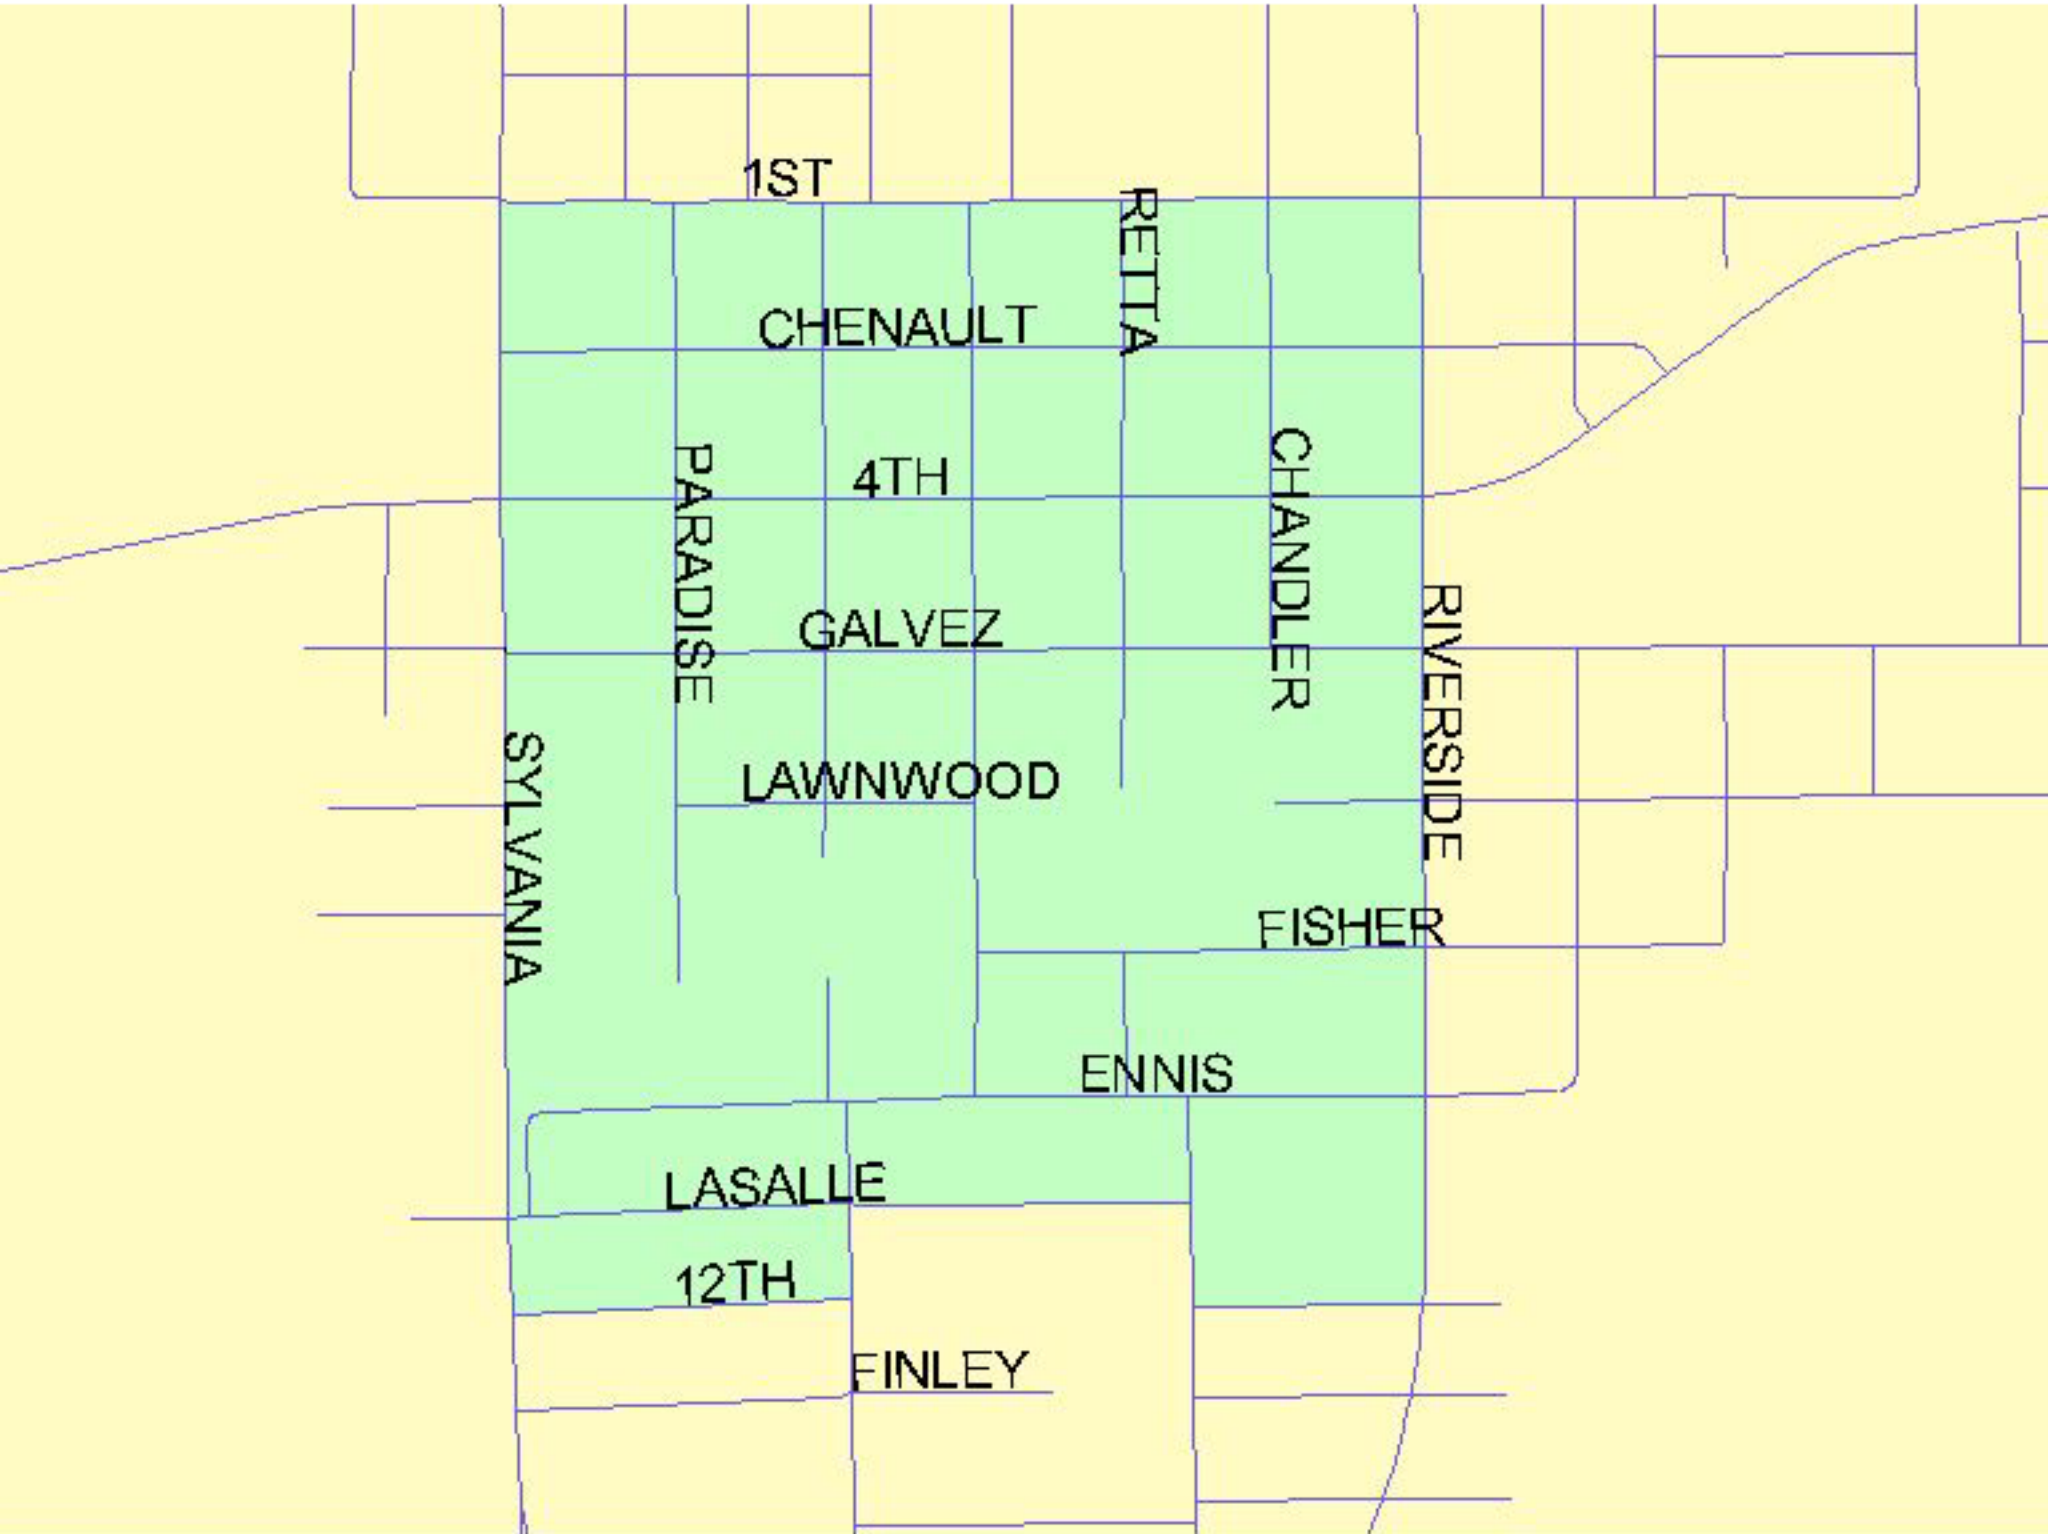 1ST
RETTA
CHENAULT
4TH
PARADISE
CHANDLER
GALVEZ
RIVERSIDE
LAWNWOOD
SYLVANIA
FISHER
ENNIS
LASALLE
12TH
FINLEY